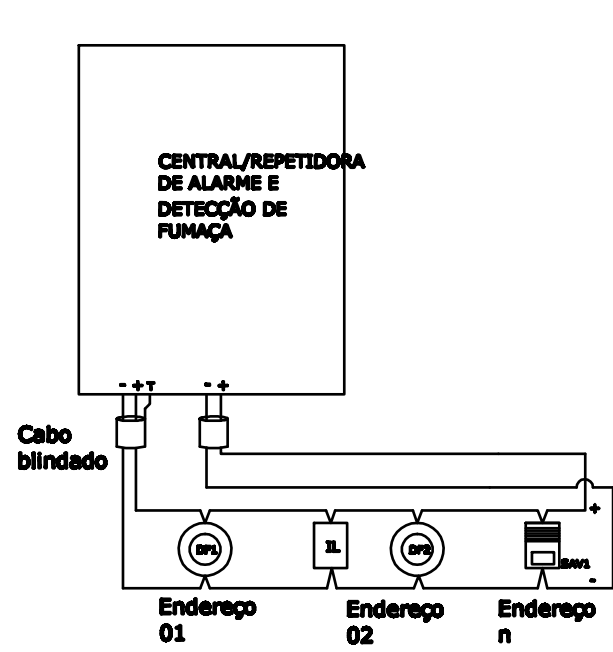 CENTRAL/REPETIDORA
DE ALARME E
DETECÇÃO DE
FUMAÇA
- + T
- +
Cabo
blindado
+
DF1
IL
DF2
SAV1
-
Endereço
01
Endereço
02
Endereço
n